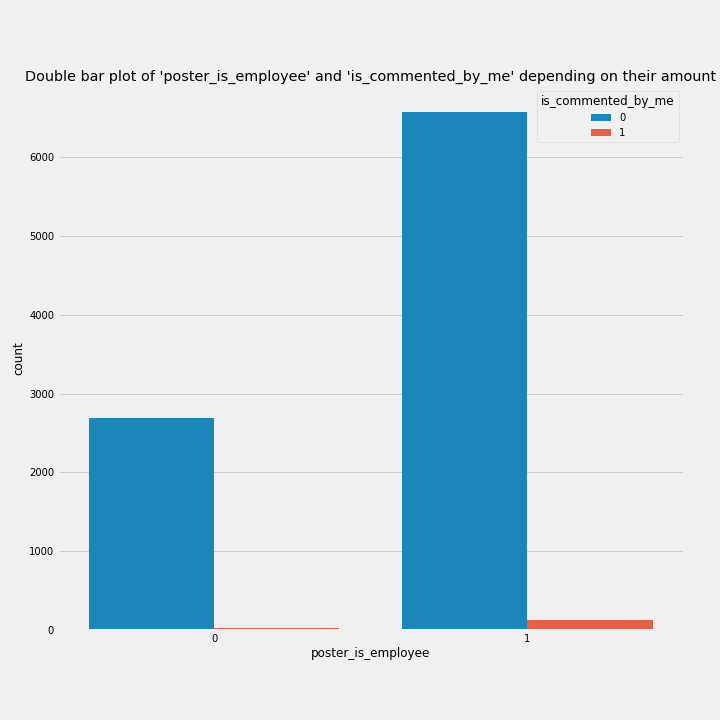 Double bar plot of 'poster_is_employee' and 'is_commented_by_me' depending on their amount
is_commented_by_me
0
1
6000
5000
4000
3000
2000
1000
0
count
0 1
poster_is_employee